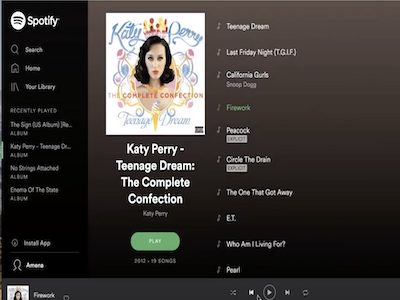 Spotify
Search
Home
Your Library
RECENTLY PLAYED
The Sign (US Album) [Re...
ALBUM
Katy Perry - Teenage Dr...
ALBUM
No Strings Attached
ALBUM
Enema Of The State
ALBUM
Install App
Amena
Katy Perry
THE COMPLETE CONFECTION
Teenage Dream
Katy Perry -
Teenage Dream:
The Complete
Confection
Katy Perry
PLAY
2012 • 19 SONGS
Teenage Dream
Last Friday Night (T.G.I.F.)
California Gurls
Snoop Dogg
Firework
Peacock
EXPLICIT
Circle The Drain
EXPLICIT
The One That Got Away
E.T.
Who Am I Living For?
Pearl
Firework